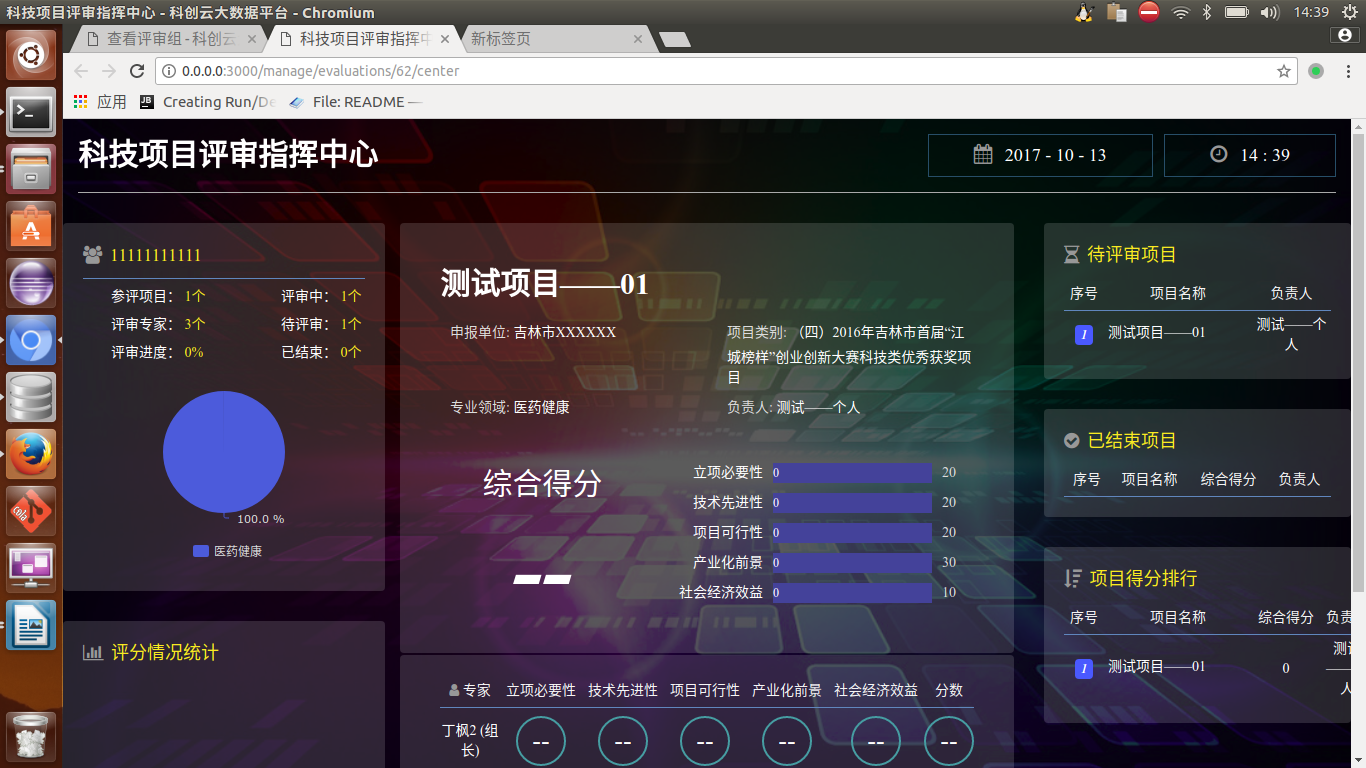 科技项目评审指挥中心 - 科创云大数据平台 - Chromium
14:39
查看评审组 - 科创云
科技项目评审指挥中
新标签页
0.0.0.0:3000/manage/evaluations/62/center
应用
Creating Run/De
File: README —
科技项目评审指挥中心
2017 - 10 - 13
14 : 39
11111111111
参评项目: 1个
评审中: 1个
评审专家: 3个
待评审: 1个
评审进度: 0%
已结束: 0个
100.0 %
医药健康
评分情况统计
测试项目——01
申报单位: 吉林市XXXXXX
项目类别: （四）2016年吉林市首届“江
城榜样”创业创新大赛科技类优秀获奖项
目
专业领域: 医药健康
负责人: 测试——个人
综合得分
--
立项必要性 0 20
技术先进性 0 20
项目可行性 0 20
产业化前景 0 30
社会经济效益 0 10
专家 立项必要性 技术先进性 项目可行性 产业化前景 社会经济效益 分数
丁枫2 (组
长)
-- -- -- -- -- --
待评审项目
序号 项目名称 负责人
1 测试项目——01 测试——个
人
已结束项目
序号 项目名称 综合得分 负责人
项目得分排行
序号 项目名称 综合得分 负责
测试
1 测试项目——01 0 ——
人